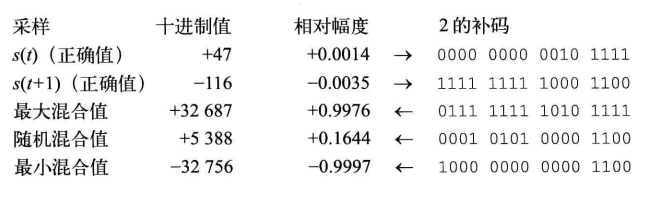 采样 十进制值 相对幅度 2的补码
s(t)（正确值） +47 +0.0014 → 0000 0000 0010 1111
s(t+1)（正确值） −116 −0.0035 → 1111 1111 1000 1100
最大混合值 +32 687 +0.9976 ← 0111 1111 1010 1111
随机混合值 +5 388 +0.1644 ← 0001 0101 0000 1100
最小混合值 −32 756 −0.9997 ← 1000 0000 0000 1100